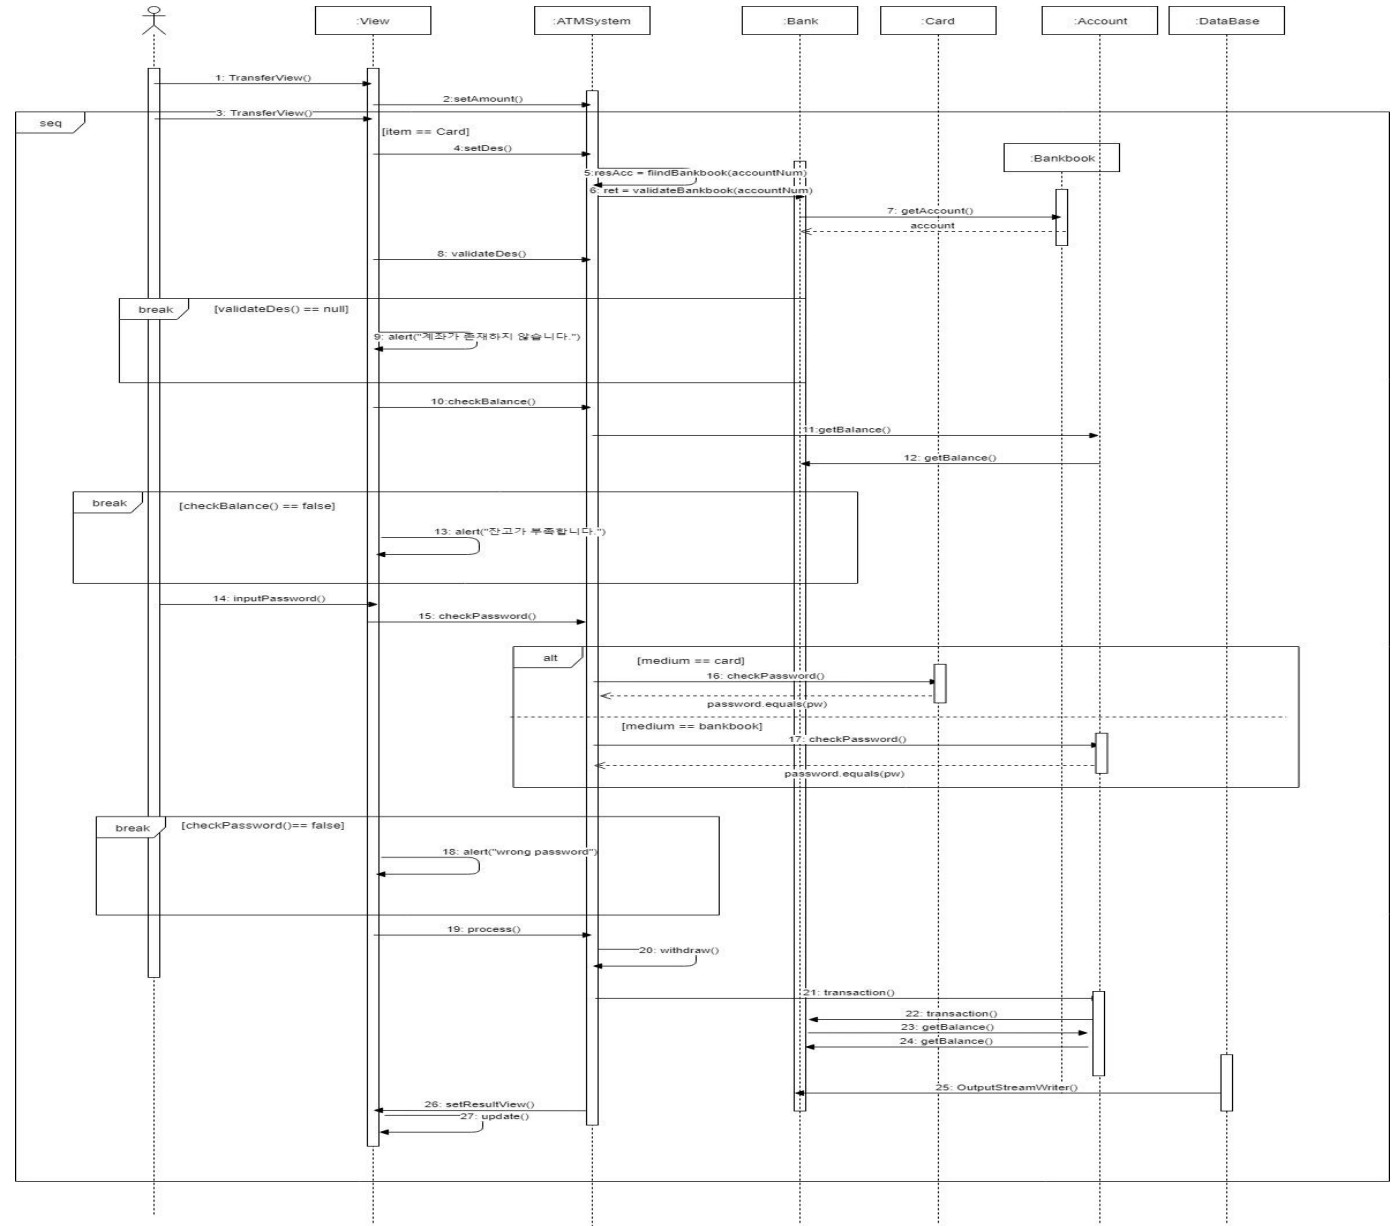 :View
:ATMSystem
:Bank
:Card
:Account
:DataBase
1: TransferView()
2:setAmount()
seq
3: TransferView()
[item == Card]
4:setDes()
:Bankbook
5:resAcc = fiindBankbook(accountNum)
6: ret = validateBankbook(accountNum)
7: getAccount()
account
8: validateDes()
break
[validateDes() == null]
9: alert("계좌가 존재하지 않습니다.")
10:checkBalance()
11:getBalance()
12: getBalance()
break
[checkBalance() == false]
13: alert("잔고가 부족합니다.")
14: inputPassword()
15: checkPassword()
alt
[medium == card]
16: checkPassword()
password.equals(pw)
[medium == bankbook]
17: checkPassword()
password.equals(pw)
break
[checkPassword()== false]
18: alert("wrong password")
19: process()
20: withdraw()
21: transaction()
22: transaction()
23: getBalance()
24: getBalance()
25: OutputStreamWriter()
26: setResultView()
27: update()